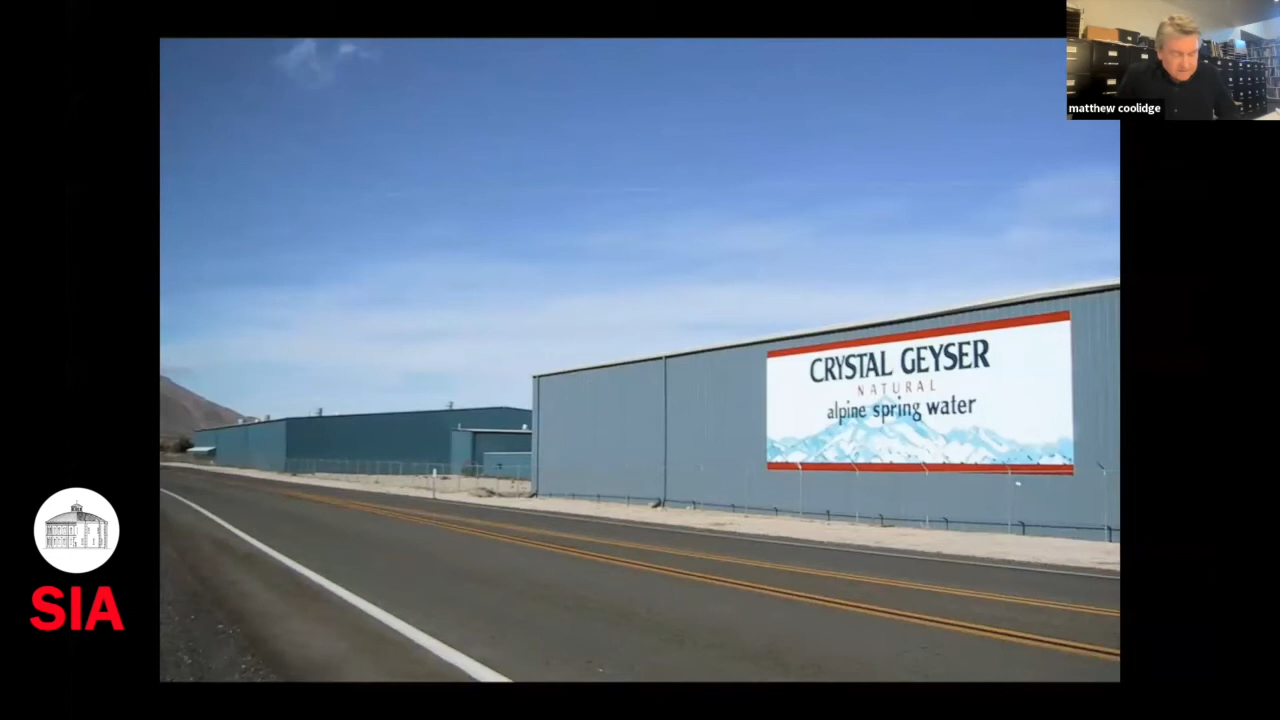 matthew coolidge
CRYSTAL GEYSER
NATURAL
alpine spring water
SIA